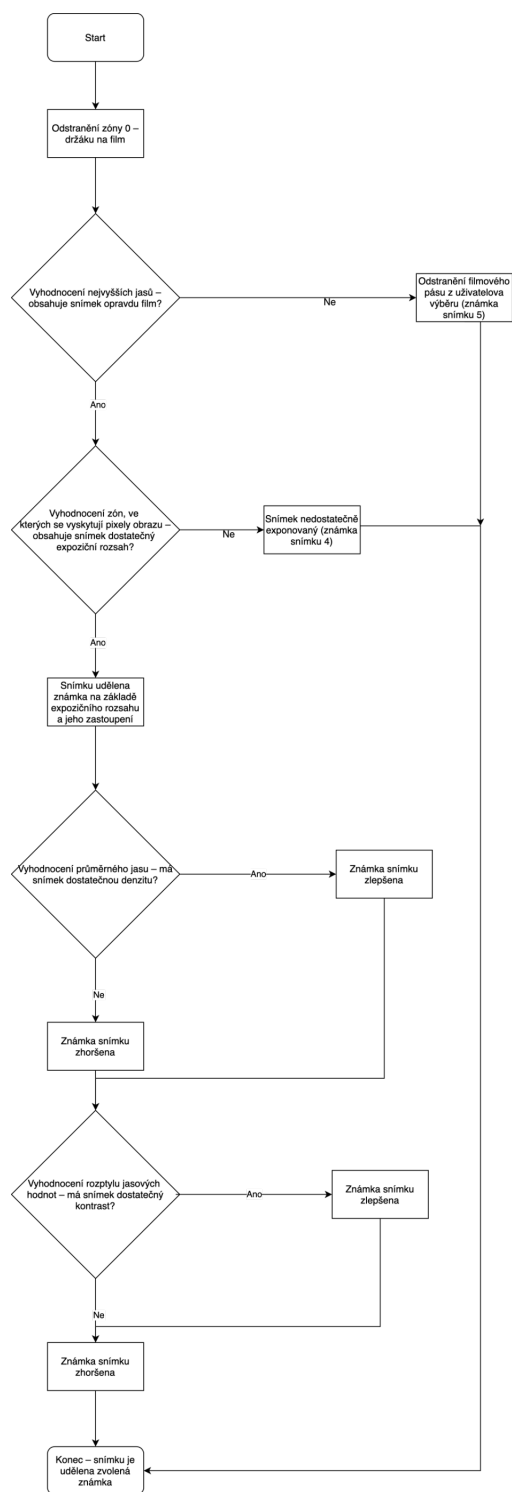 Start
Odstranění zóny 0 –
držáku na film
Vyhodnocení nejvyšších jasů –
obsahuje snímek opravdu film?
Ne
Odstranění filmového
pásu z uživatelova
výběru (známka
snímku 5)
Ano
Vyhodnocení zón, ve
kterých se vyskytují pixely obrazu –
obsahuje snímek dostatečný
expoziční rozsah?
Ne
Snímek nedostatečně
exponovaný (známka
snímku 4)
Ano
Snímku udělena
známka na základě
expozičního rozsahu
a jeho zastoupení
Vyhodnocení průměrného jasu – má
snímek dostatečnou denzitu?
Ano
Známka snímku
zlepšena
Ne
Známka snímku
zhoršena
Vyhodnocení rozptylu jasových
hodnot – má snímek dostatečný
kontrast?
Ano
Známka snímku
zlepšena
Ne
Známka snímku
zhoršena
Konec – snímku je
udělena zvolená
známka